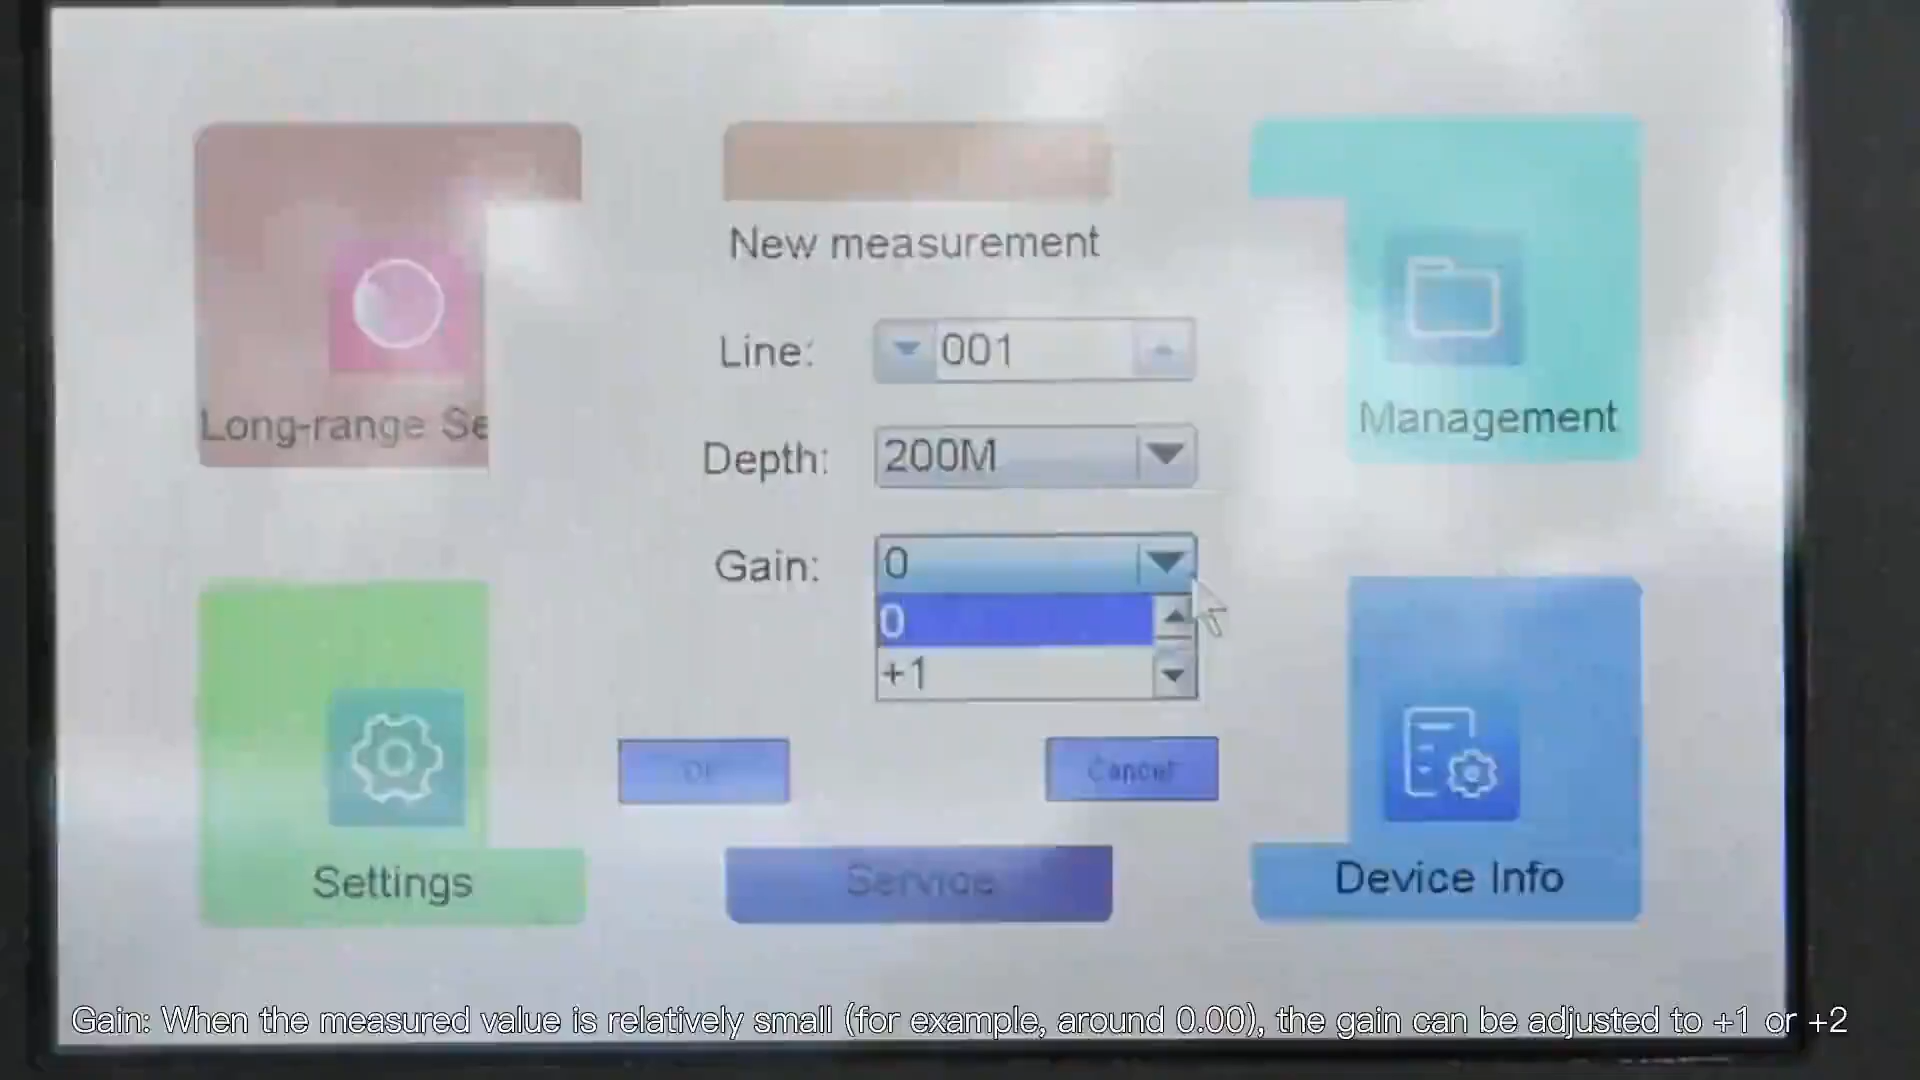 New measurement
Line: 001
Depth: 200M
Gain: 0
0
+1
Long-range Se
Management
Cancel
Settings
Service
Device Info
Gain: When the measured value is relatively small (for example, around 0.00), the gain can be adjusted to +1 or +2